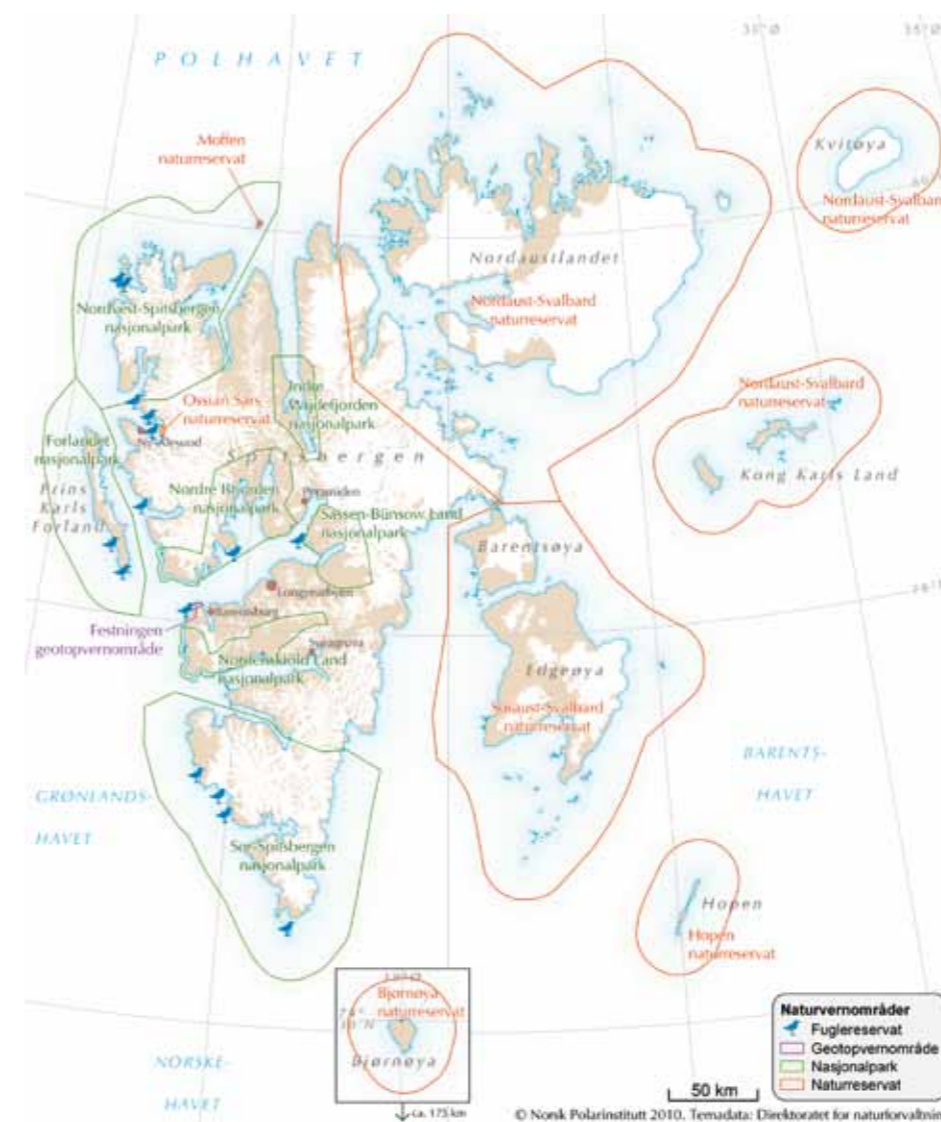 POLHAVET
Moffen
naturreservat
Kvitøya
Nordaust-Svalbard
naturreservat
Nordaustlandet
Nordaust-Svalbard
naturreservat
Nordvest-Spitsbergen
nasjonalpark
Indre
Wijdefjorden
nasjonalpark
Ossian Sars
naturreservat
Ny-Ålesund
Forlandet
nasjonalpark
Spitsbergen
Nordaust-Svalbard
naturreservat
Kong Karls Land
Prins
Karls
Forland
Nordre Isfjorden
nasjonalpark
Pyramiden
Sassen-Bünsow Land
nasjonalpark
Barentsøya
Longyearbyen
Barentsburg
Festningen
geotopvernområde
Sveagruva
Nordenskiöld Land
nasjonalpark
Edgeøya
Søraust-Svalbard
naturreservat
BARENTS-
HAVET
GRØNLANDS-
HAVET
Sør-Spitsbergen
nasjonalpark
Hopen
Hopen
naturreservat
Bjørnøya
naturreservat
Bjørnøya
NORSKE-
HAVET
ca. 175 km
50 km
Naturvernområder
Fuglereservat
Geotopvernområde
Nasjonalpark
Naturreservat
© Norsk Polarinstitutt 2010. Temadata: Direktoratet for naturforvaltnin